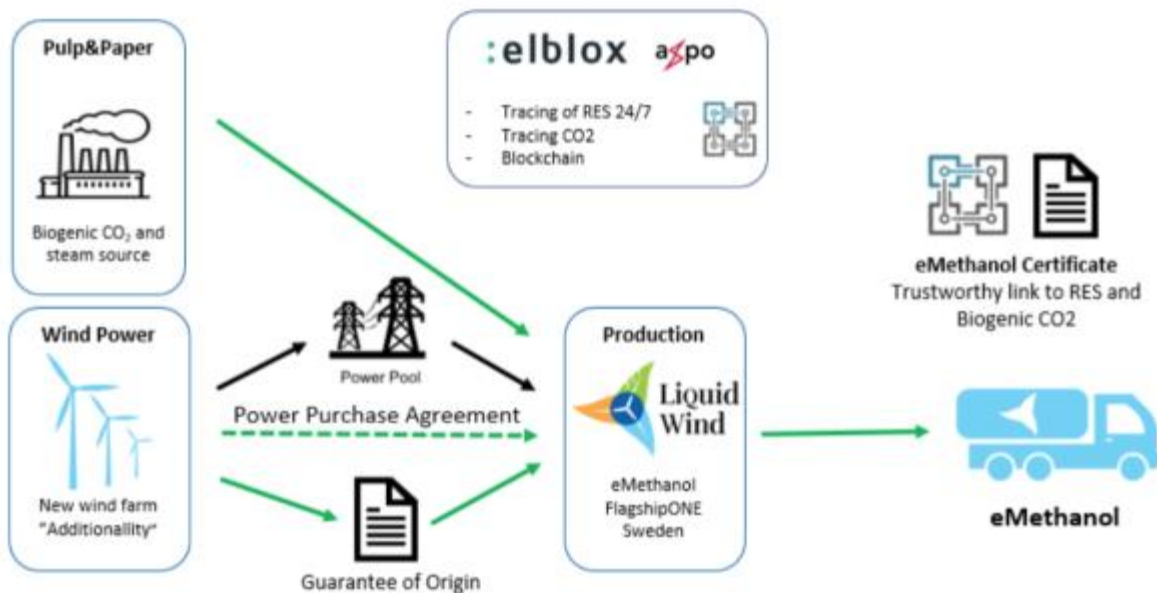 Pulp&Paper
Biogenic CO₂ and
steam source
:elblox axpo
- Tracing of RES 24/7
- Tracing CO2
- Blockchain
eMethanol Certificate
Trustworthy link to RES and
Biogenic CO2
Wind Power
New wind farm
"Additionallity"
Power Pool
Power Purchase Agreement
Guarantee of Origin
Production
Liquid
Wind
eMethanol
FlagshipONE
Sweden
eMethanol